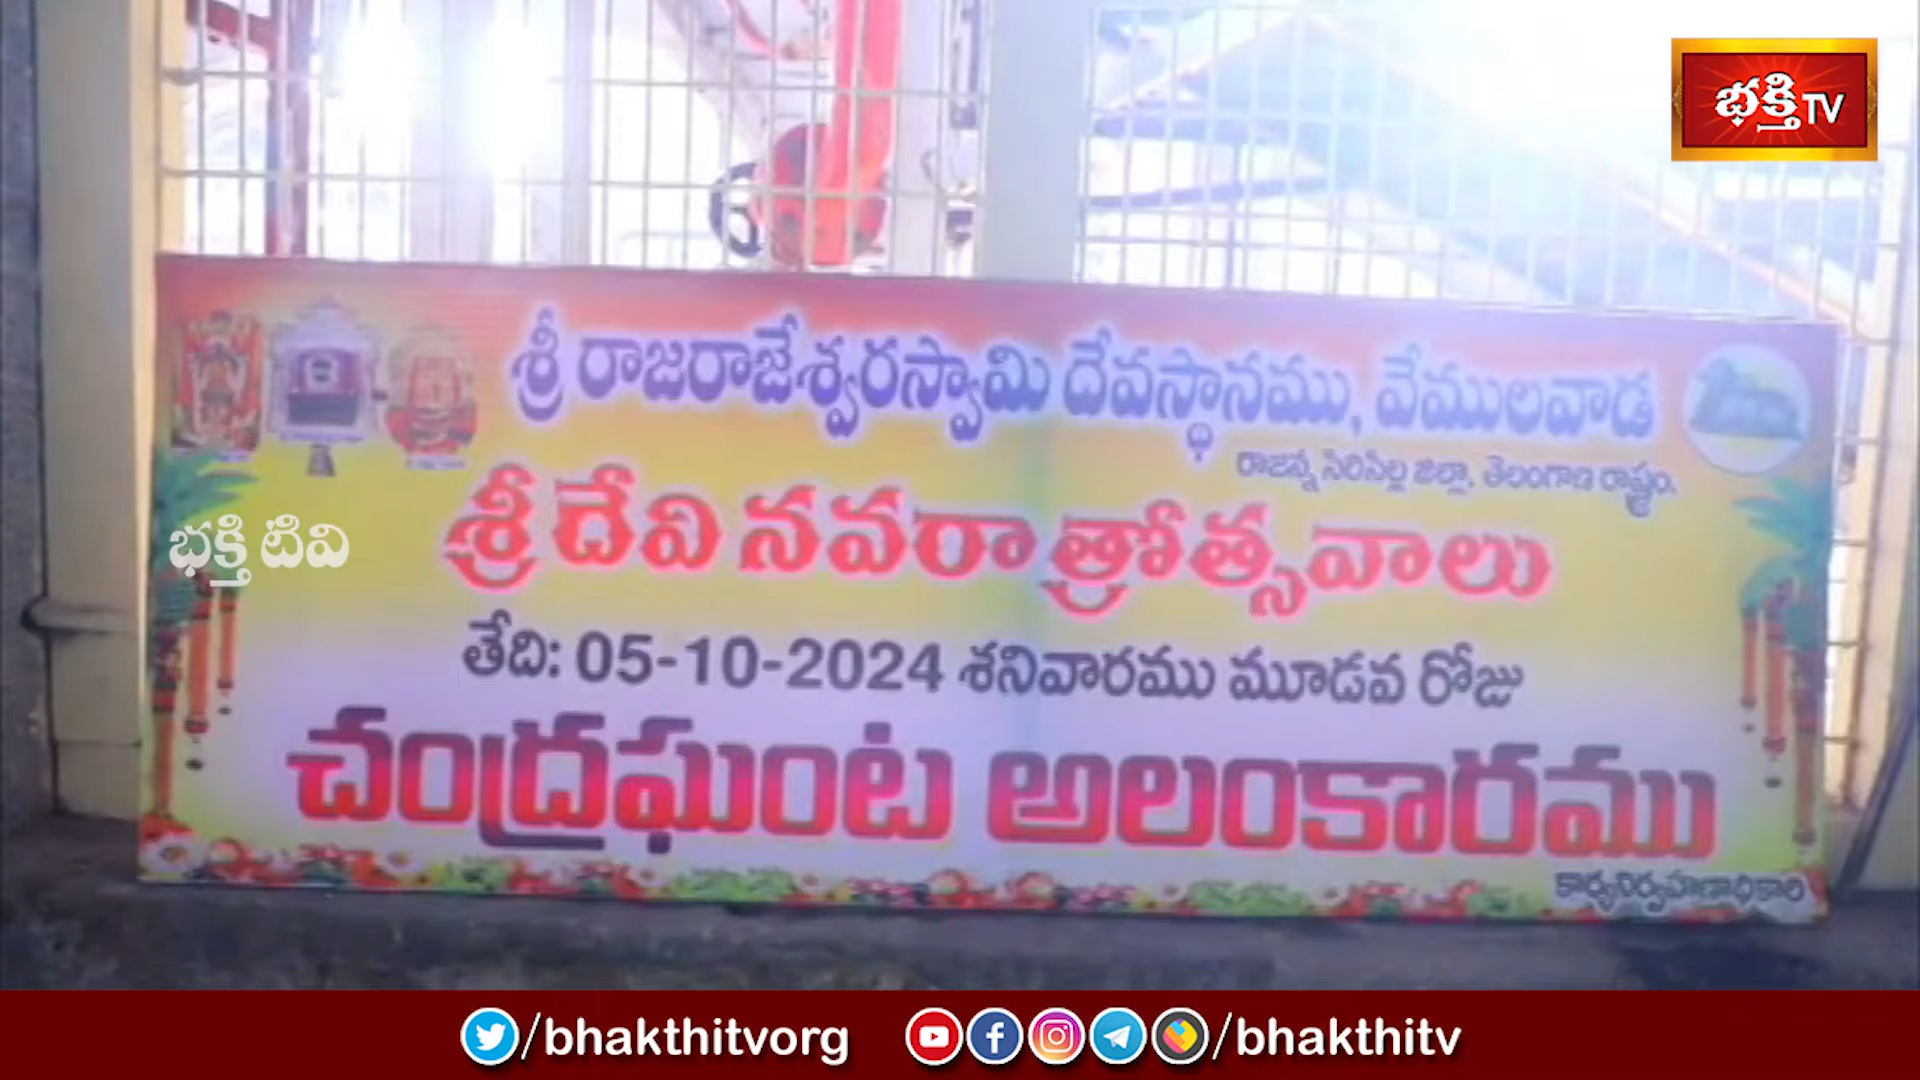 భక్తి TV
శ్రీ రాజరాజేశ్వరస్వామి దేవస్థానము, వేములవాడ
రాజన్న సిరిసిల్ల జిల్లా, తెలంగాణ రాష్ట్రం.
శ్రీ దేవి నవరాత్రోత్సవాలు
భక్తి టివి
తేది: 05-10-2024 శనివారము మూడవ రోజు
చంద్రఘంట అలంకారము
కార్యనిర్వహణాధికారి
/bhakthitvorg /bhakthitv